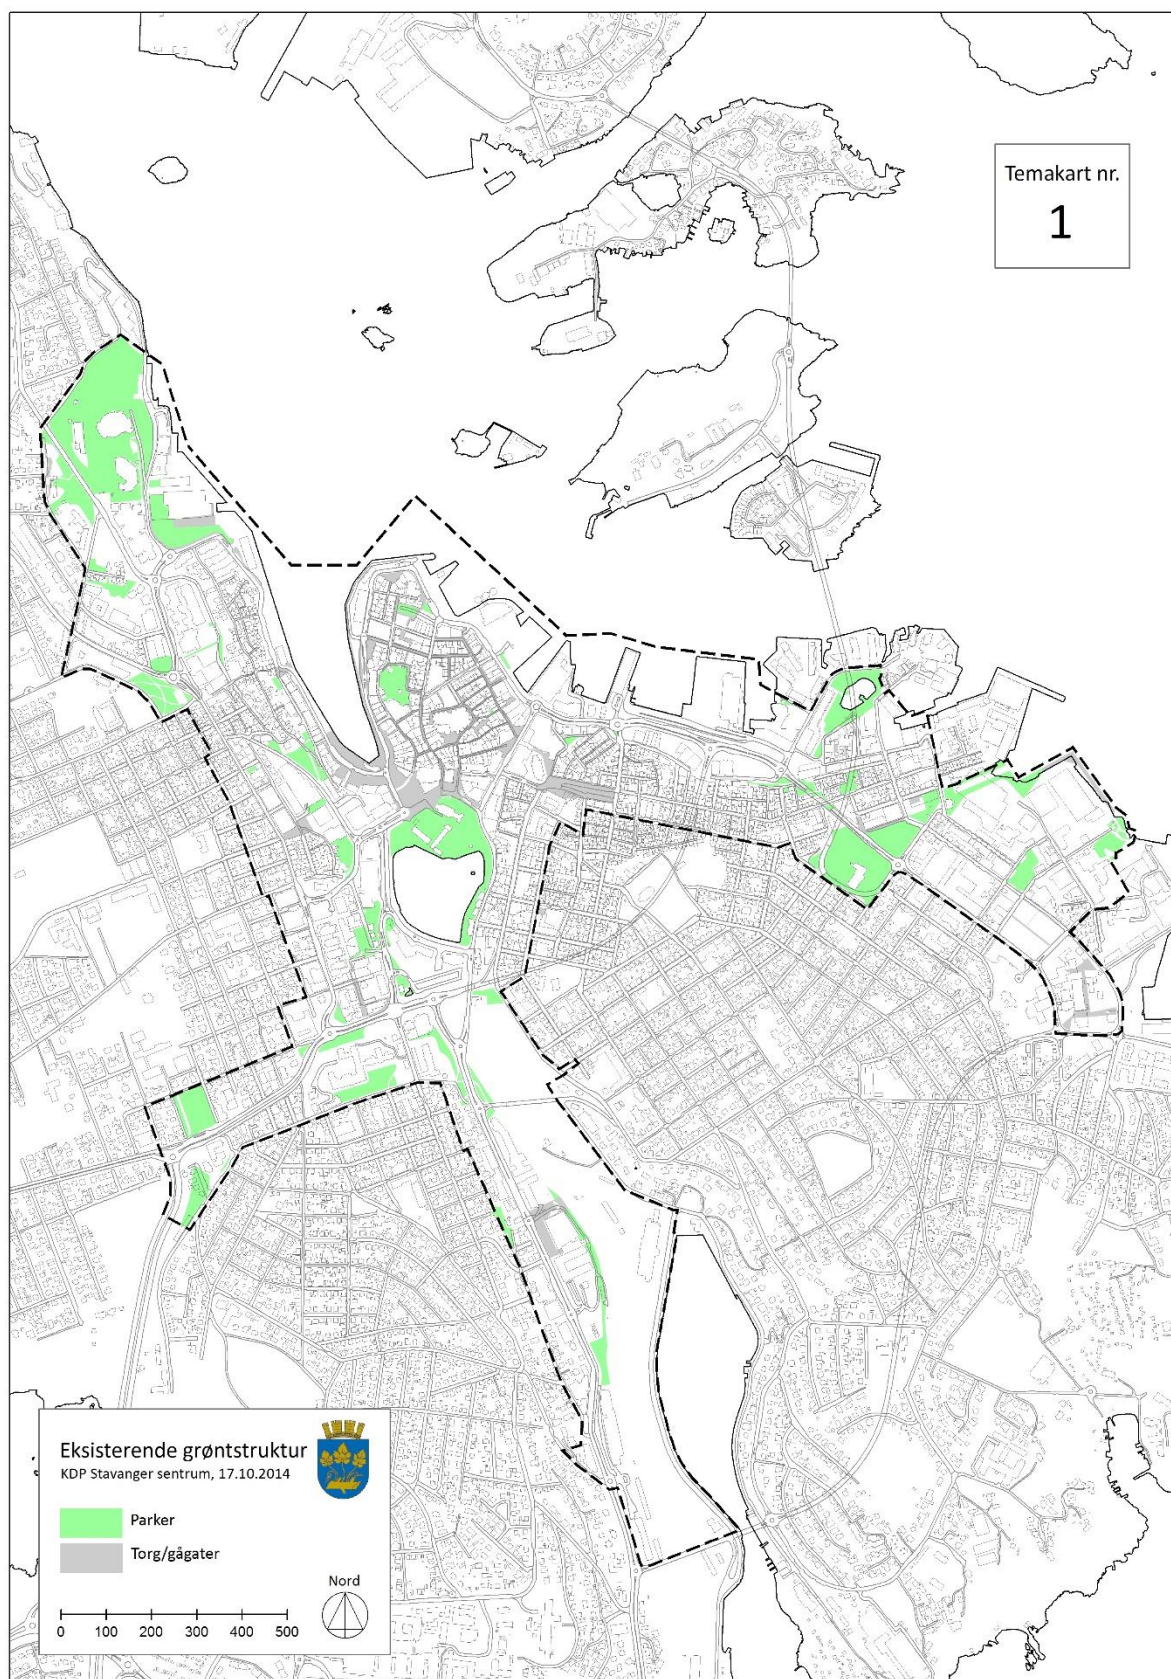 Temakart nr.
1
Eksisterende grøntstruktur
KDP Stavanger sentrum, 17.10.2014
Parker
Torg/gågater
Nord
0 100 200 300 400 500